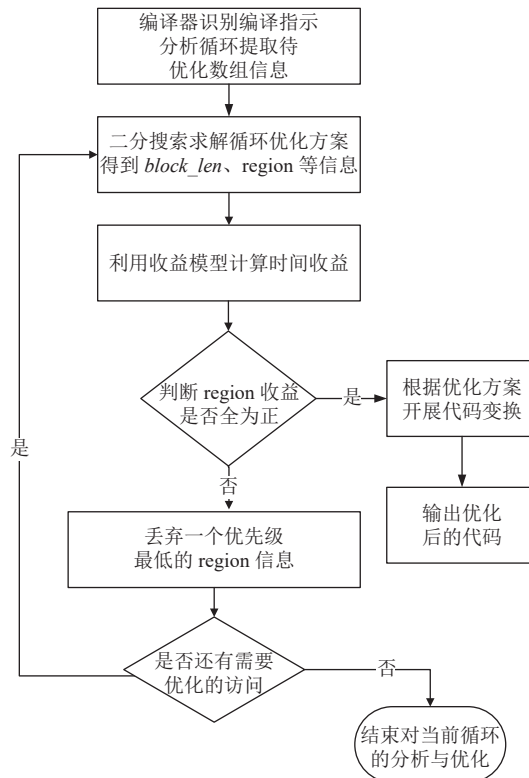 编译器识别编译指示
分析循环提取待
优化数组信息
二分搜索求解循环优化方案
得到 block_len、region 等信息
利用收益模型计算时间收益
判断 region 收益
是否全为正
是
根据优化方案
开展代码变换
输出优化
后的代码
否
丢弃一个优先级
最低的 region 信息
是否还有需要
优化的访问
是
否
结束对当前循环
的分析与优化